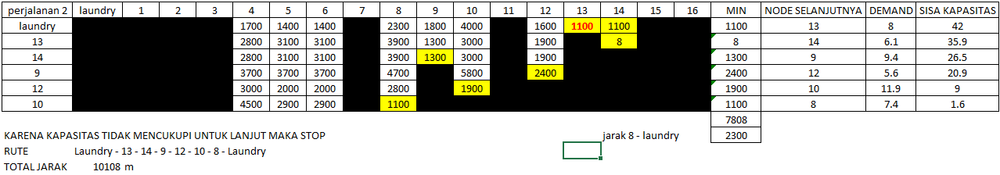 perjalanan 2 laundry 1 2 3 4 5 6 7 8 9 10 11 12 13 14 15 16 MIN NODE SELANJUTNYA DEMAND SISA KAPASITAS
laundry 1700 1400 1400 2300 1800 4000 1600 1100 1100 1100 13 8 42
13 2800 3100 3100 3900 1300 3000 1900 8 8 14 6.1 35.9
14 2800 3100 3100 3900 1300 3000 1900 1300 9 9.4 26.5
9 3700 3700 3700 4700 5800 2400 2400 12 5.6 20.9
12 3000 2000 2000 2800 1900 1900 10 11.9 9
10 4500 2900 2900 1100 1100 8 7.4 1.6
7808
KARENA KAPASITAS TIDAK MENCUKUPI UNTUK LANJUT MAKA STOP jarak 8 - laundry 2300
RUTE Laundry - 13 - 14 - 9 - 12 - 10 - 8 - Laundry
TOTAL JARAK 10108 m